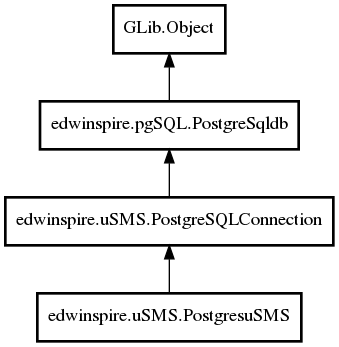 GLib.Object
edwinspire.pgSQL.PostgreSqldb
edwinspire.uSMS.PostgreSQLConnection
edwinspire.uSMS.PostgresuSMS